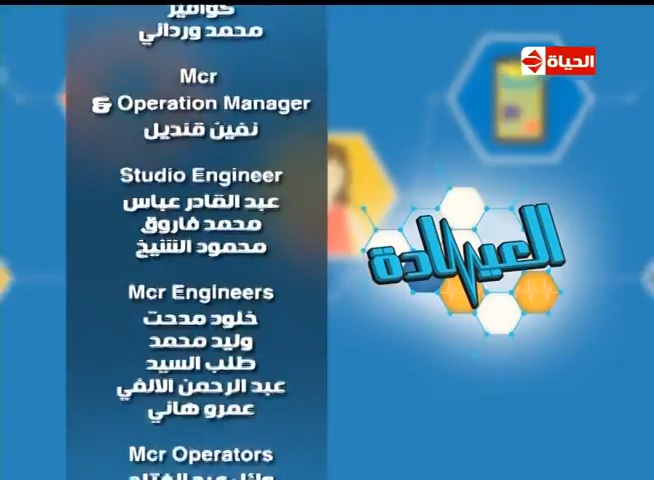 كوافير
محمد ورداني
Mcr
& Operation Manager
نفين قنديل
Studio Engineer
عبد القادر عباس
محمد فاروق
محمود الشيخ
Mcr Engineers
خلود مدحت
وليد محمد
طلب السيد
عبد الرحمن الالفي
عمرو هاني
Mcr Operators
الحياة
العيادة